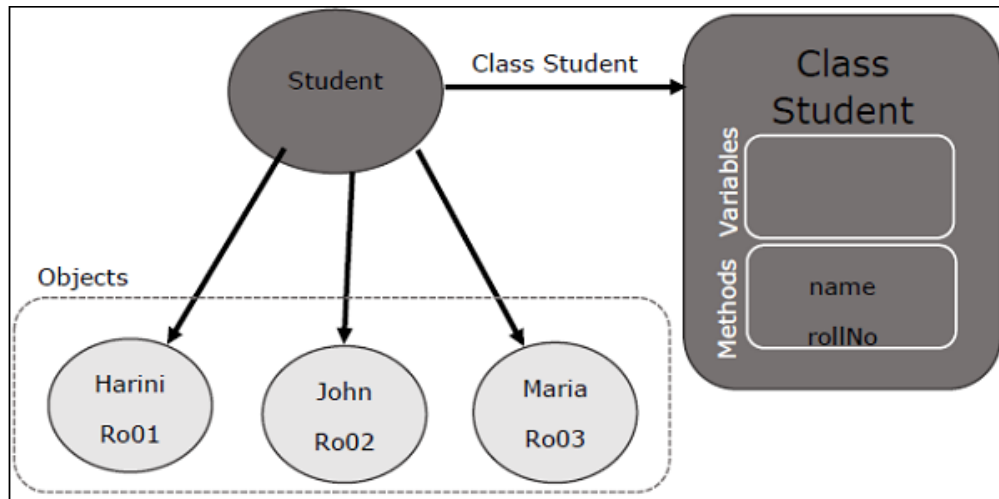 Student
Class Student
Class
Student
Variables
Methods
name
rollNo
Objects
Harini
Ro01
John
Ro02
Maria
Ro03